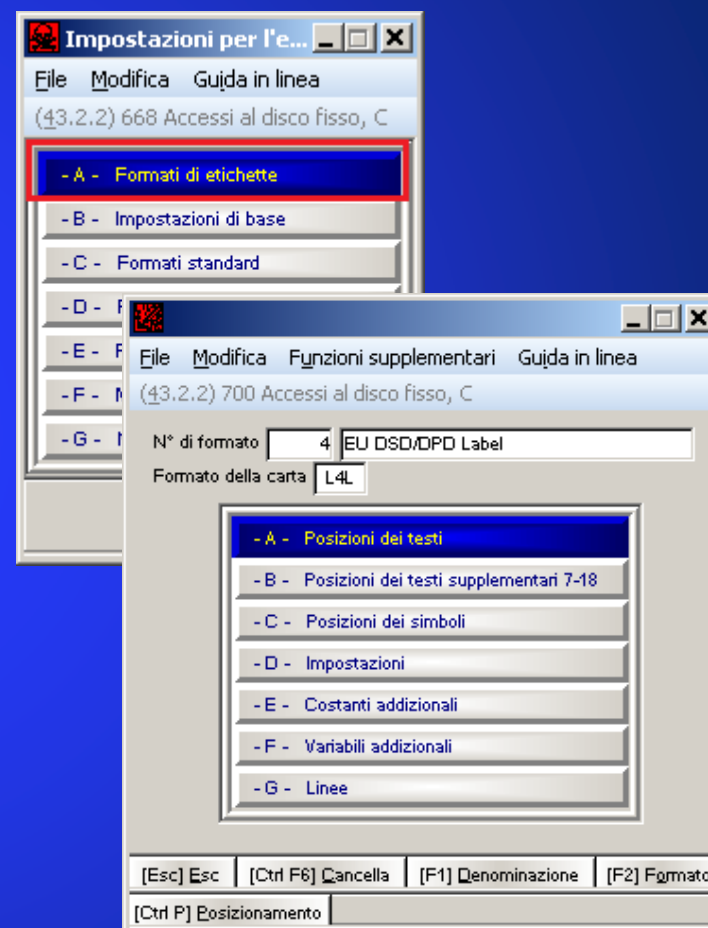 Impostazioni per l'e...
File Modifica Guida in linea
(43.2.2) 668 Accessi al disco fisso, C
- A - Formati di etichette
- B - Impostazioni di base
- C - Formati standard
- D -
- E -
- F -
- G -
File Modifica Funzioni supplementari Guida in linea
(43.2.2) 700 Accessi al disco fisso, C
N° di formato 4 EU DSD/DPD Label
Formato della carta L4L
- A - Posizioni dei testi
- B - Posizioni dei testi supplementari 7-18
- C - Posizioni dei simboli
- D - Impostazioni
- E - Costanti addizionali
- F - Variabili addizionali
- G - Linee
[Esc] Esc [Ctrl F6] Cancella [F1] Denominazione [F2] Formato
[Ctrl P] Posizionamento